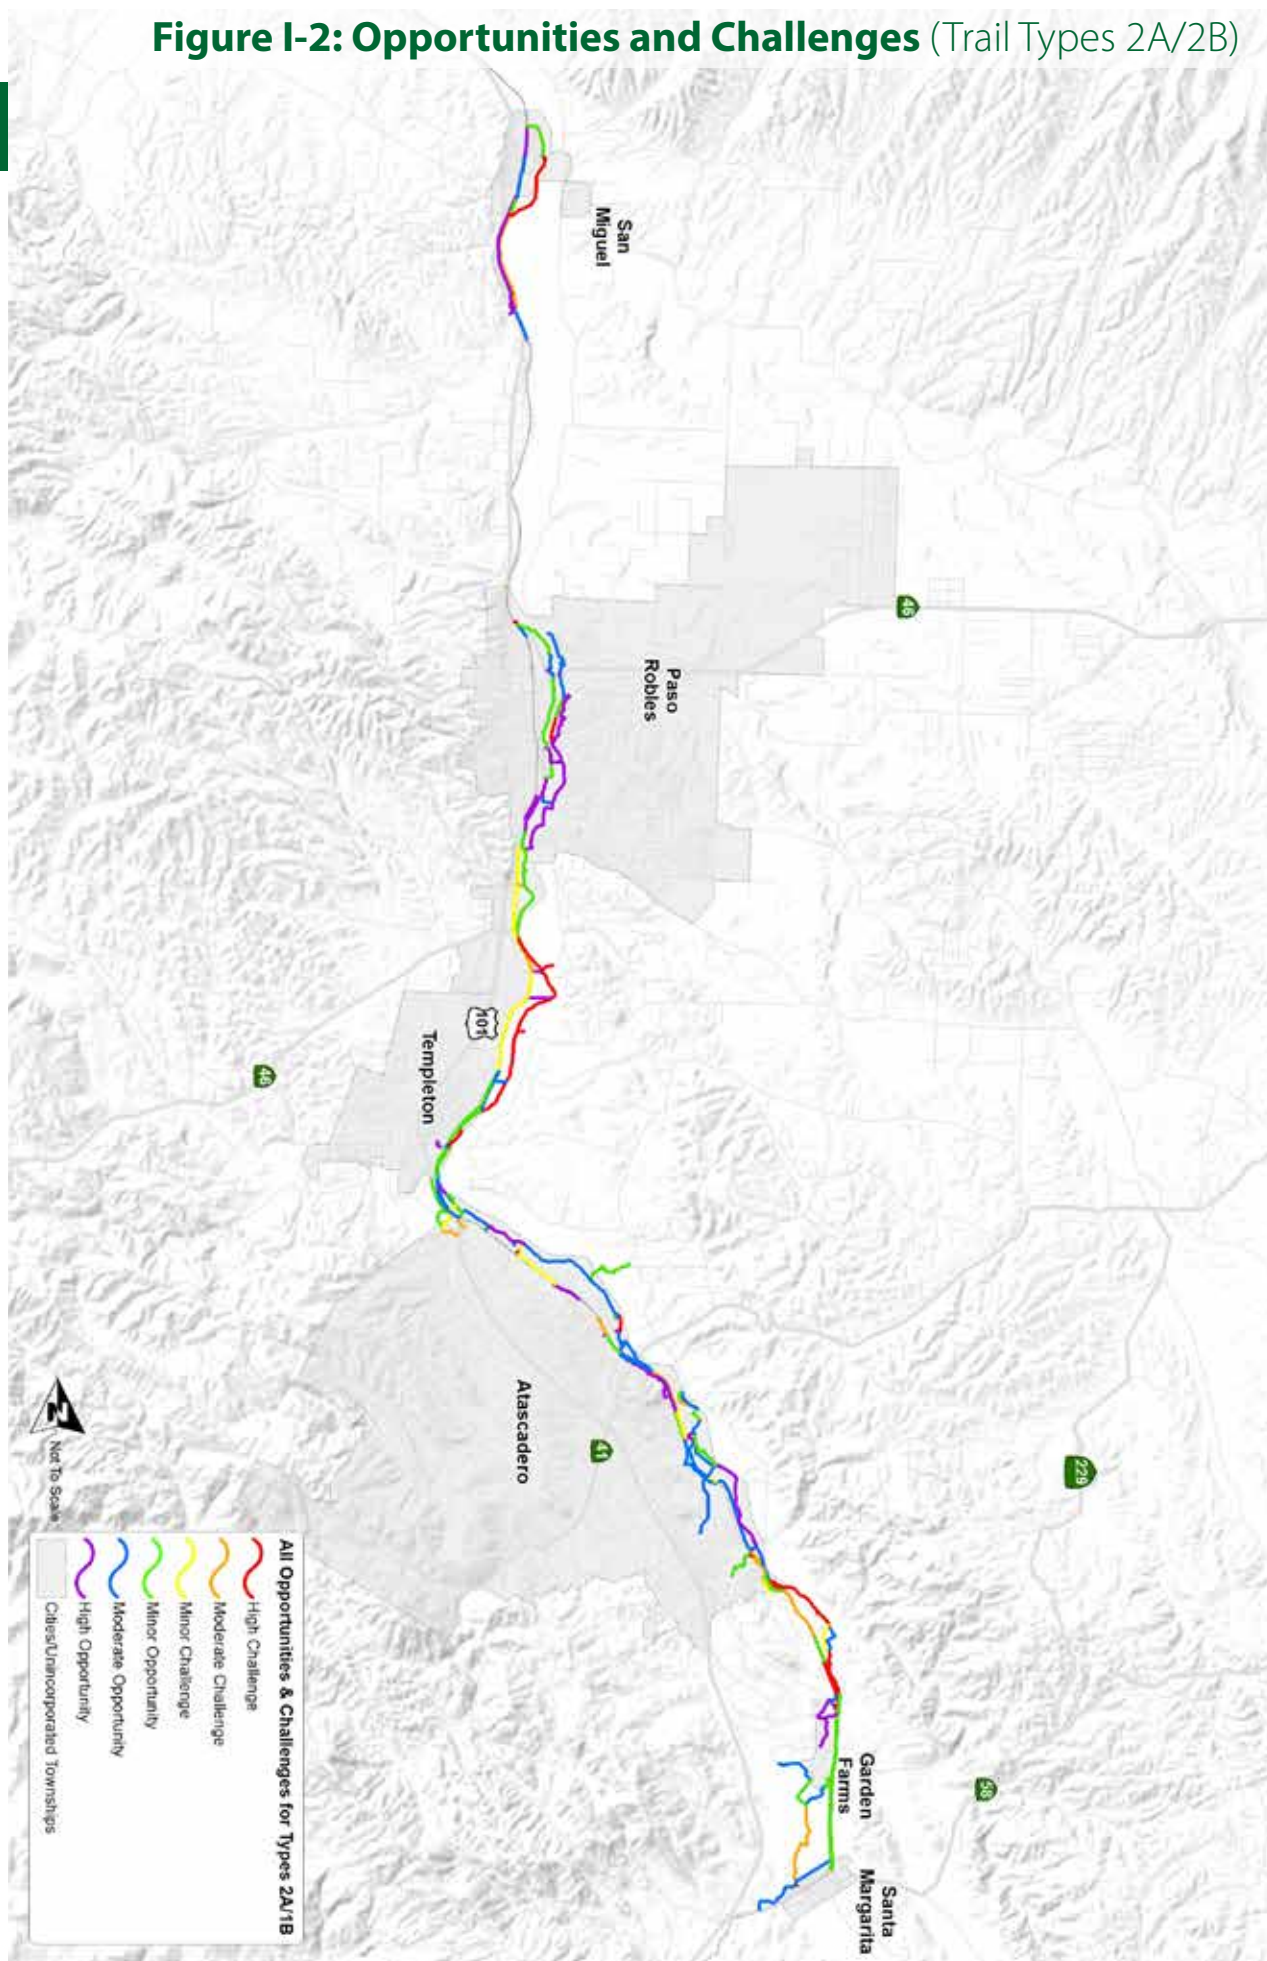 Figure I-2: Opportunities and Challenges (Trail Types 2A/2B)
San
Miguel
46
Paso
Robles
101
Templeton
46
Atascadero
41
229
Garden
Farms
58
Santa
Margarita
N
Not To Scale
All Opportunities & Challenges for Types 2A/1B
High Challenge
Moderate Challenge
Minor Challenge
Minor Opportunity
Moderate Opportunity
High Opportunity
Cities/Unincorporated Townships